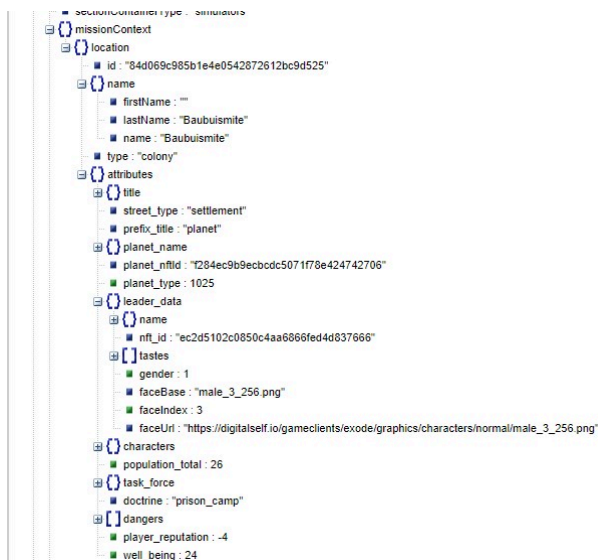 sectionContainerType : "simulators"
missionContext
location
id : "84d069c985b1e4e0542872612bc9d525"
name
firstName : ""
lastName : "Baubuismite"
name : "Baubuismite"
type : "colony"
attributes
title
street_type : "settlement"
prefix_title : "planet"
planet_name
planet_nftId : "f284ec9b9ecbcdc5071f78e424742706"
planet_type : 1025
leader_data
name
nft_id : "ec2d5102c0850c4aa6866fed4d837666"
tastes
gender : 1
faceBase : "male_3_256.png"
faceIndex : 3
faceUrl : "https://digitalself.io/gameclients/exode/graphics/characters/normal/male_3_256.png"
characters
population_total : 26
task_force
doctrine : "prison_camp"
dangers
player_reputation : -4
well_being : 24